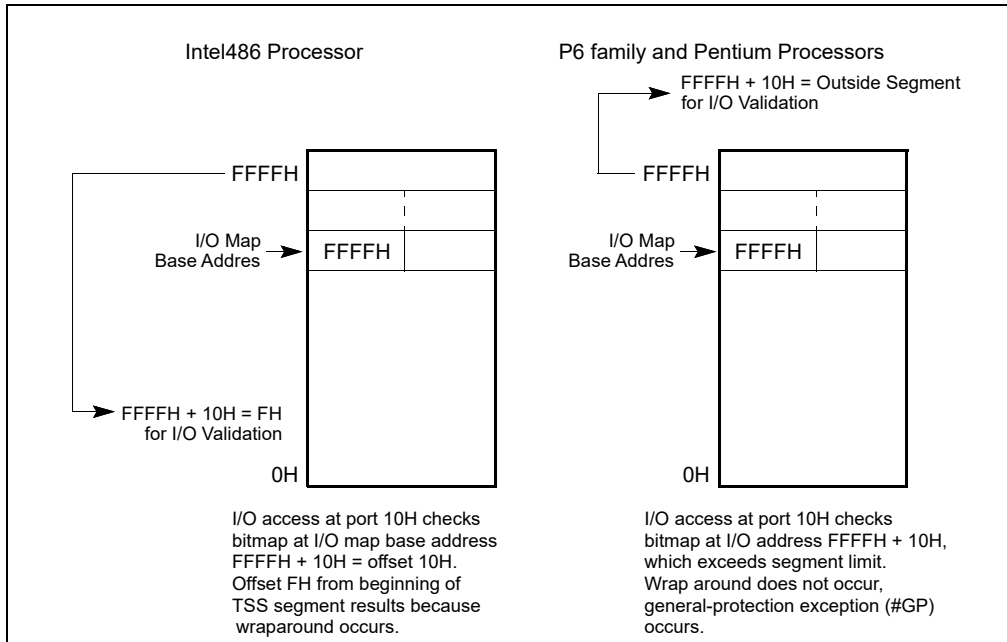 Intel486 Processor
FFFFH
I/O Map
Base Addres
FFFFH
FFFFH + 10H = FH
for I/O Validation
0H
I/O access at port 10H checks
bitmap at I/O map base address
FFFFH + 10H = offset 10H.
Offset FH from beginning of
TSS segment results because
wraparound occurs.
P6 family and Pentium Processors
FFFFH + 10H = Outside Segment
for I/O Validation
FFFFH
I/O Map
Base Addres
FFFFH
0H
I/O access at port 10H checks
bitmap at I/O address FFFFH + 10H,
which exceeds segment limit.
Wrap around does not occur,
general-protection exception (#GP)
occurs.